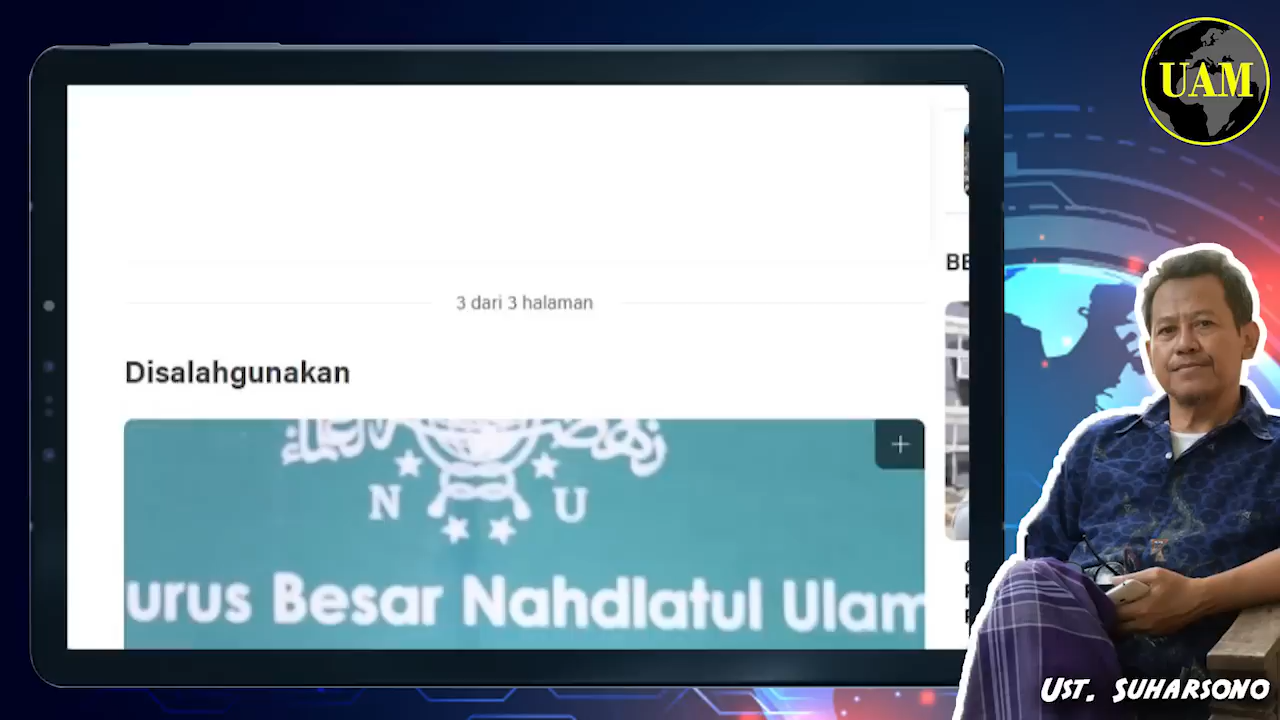 UAM
BE
3 dari 3 halaman
Disalahgunakan
N U
urus Besar Nahdlatul Ulam
UST. SUHARSONO